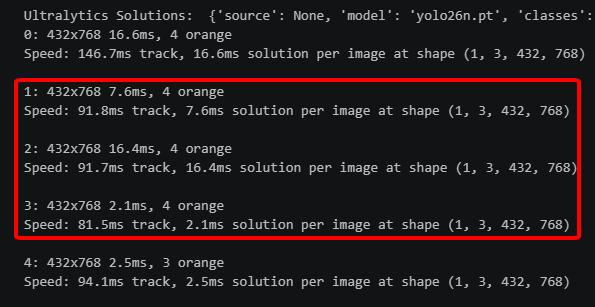 Ultralytics Solutions:  {'source': None, 'model': 'yolo26n.pt', 'classes':
0: 432x768 16.6ms, 4 orange
Speed: 146.7ms track, 16.6ms solution per image at shape (1, 3, 432, 768)
1: 432x768 7.6ms, 4 orange
Speed: 91.8ms track, 7.6ms solution per image at shape (1, 3, 432, 768)
2: 432x768 16.4ms, 4 orange
Speed: 91.7ms track, 16.4ms solution per image at shape (1, 3, 432, 768)
3: 432x768 2.1ms, 4 orange
Speed: 81.5ms track, 2.1ms solution per image at shape (1, 3, 432, 768)
4: 432x768 2.5ms, 3 orange
Speed: 94.1ms track, 2.5ms solution per image at shape (1, 3, 432, 768)